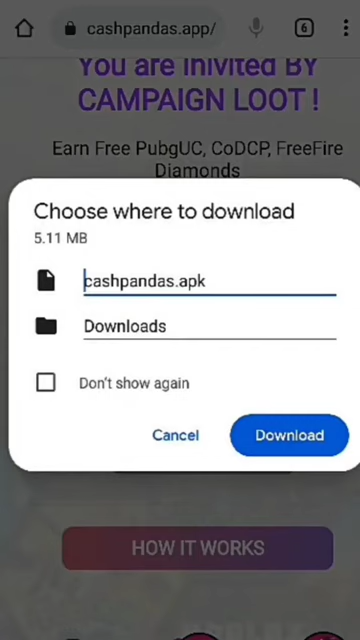 cashpandas.app/
6
You are Inivited BY
CAMPAIGN LOOT !
Earn Free PubgUC, CoDCP, FreeFire
Diamonds
Choose where to download
5.11 MB
cashpandas.apk
Downloads
Don't show again
Cancel
Download
HOW IT WORKS